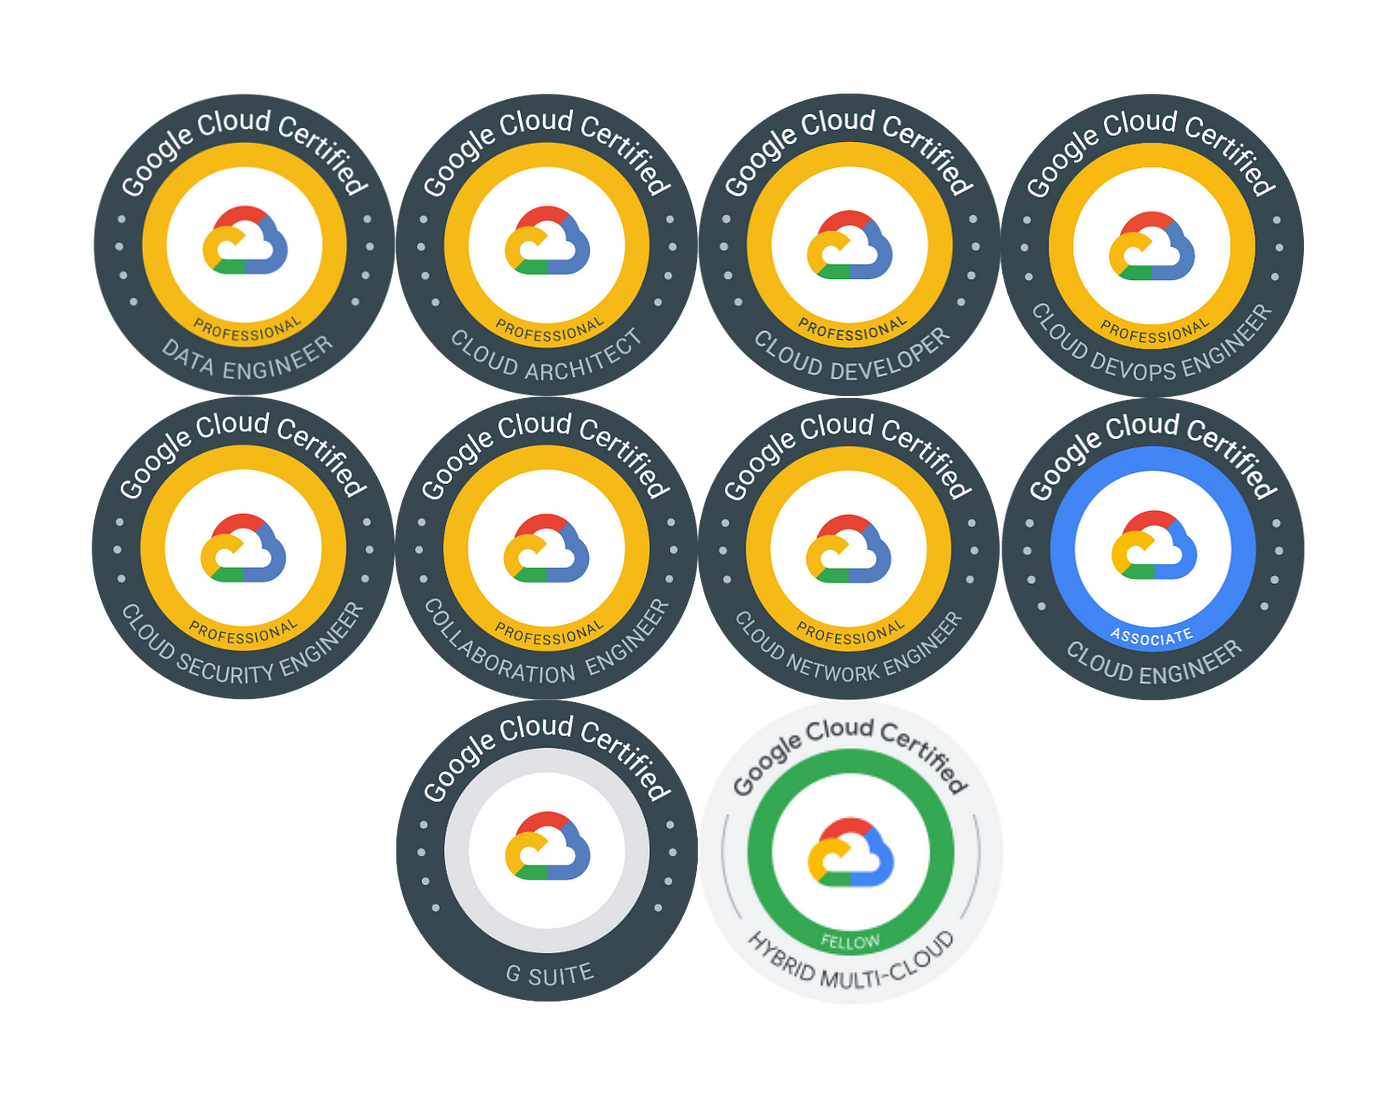 Google Cloud Certified
PROFESSIONAL
DATA ENGINEER
Google Cloud Certified
PROFESSIONAL
CLOUD ARCHITECT
Google Cloud Certified
PROFESSIONAL
CLOUD DEVELOPER
Google Cloud Certified
PROFESSIONAL
CLOUD DEVOPS ENGINEER
Google Cloud Certified
PROFESSIONAL
CLOUD SECURITY ENGINEER
Google Cloud Certified
PROFESSIONAL
COLLABORATION ENGINEER
Google Cloud Certified
PROFESSIONAL
CLOUD NETWORK ENGINEER
Google Cloud Certified
ASSOCIATE
CLOUD ENGINEER
Google Cloud Certified
G SUITE
Google Cloud Certified
FELLOW
HYBRID MULTI-CLOUD